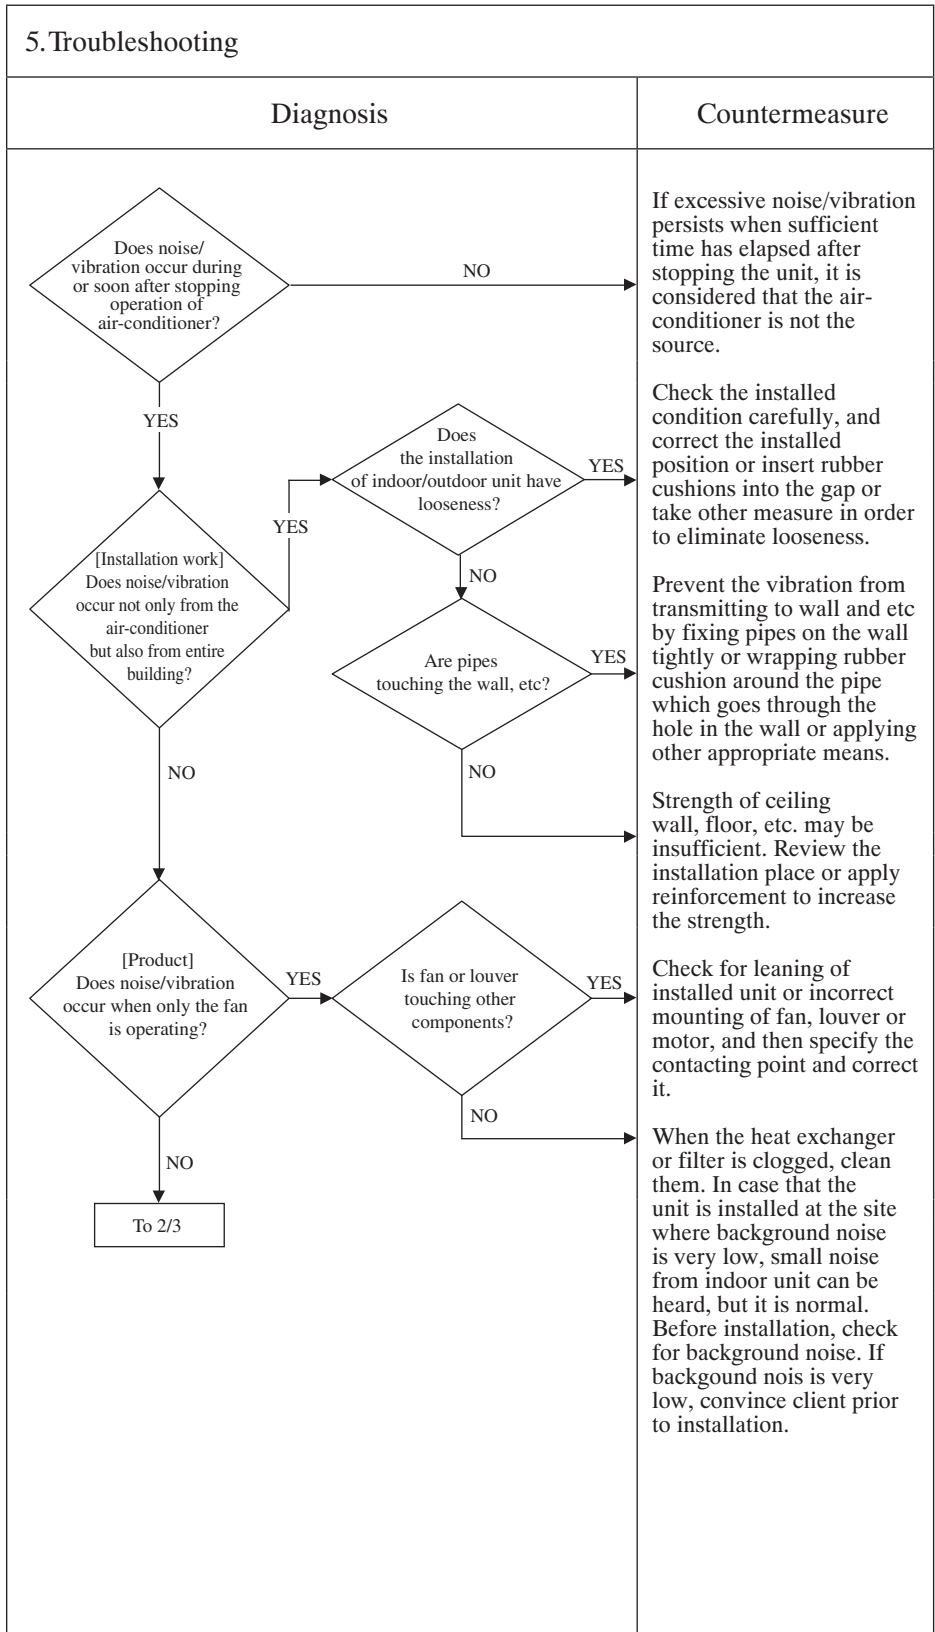 5.Troubleshooting
Diagnosis
Countermeasure
Does noise/
vibration occur during
or soon after stopping
operation of
air-conditioner?
NO
If excessive noise/vibration
persists when sufficient
time has elapsed after
stopping the unit, it is
considered that the air-
conditioner is not the
source.
YES
Does
the installation
of indoor/outdoor unit have
looseness?
YES
Check the installed
condition carefully, and
correct the installed
position or insert rubber
cushions into the gap or
take other measure in order
to eliminate looseness.
YES
[Installation work]
Does noise/vibration
occur not only from the
air-conditioner
but also from entire
building?
NO
Are pipes
touching the wall, etc?
YES
Prevent the vibration from
transmitting to wall and etc
by fixing pipes on the wall
tightly or wrapping rubber
cushion around the pipe
which goes through the
hole in the wall or applying
other appropriate means.
NO
NO
Strength of ceiling
wall, floor, etc. may be
insufficient. Review the
installation place or apply
reinforcement to increase
the strength.
[Product]
Does noise/vibration
occur when only the fan
is operating?
YES
Is fan or louver
touching other
components?
YES
Check for leaning of
installed unit or incorrect
mounting of fan, louver or
motor, and then specify the
contacting point and correct
it.
NO
When the heat exchanger
or filter is clogged, clean
them. In case that the
unit is installed at the site
where background noise
is very low, small noise
from indoor unit can be
heard, but it is normal.
Before installation, check
for background noise. If
backgound nois is very
low, convince client prior
to installation.
NO
To 2/3